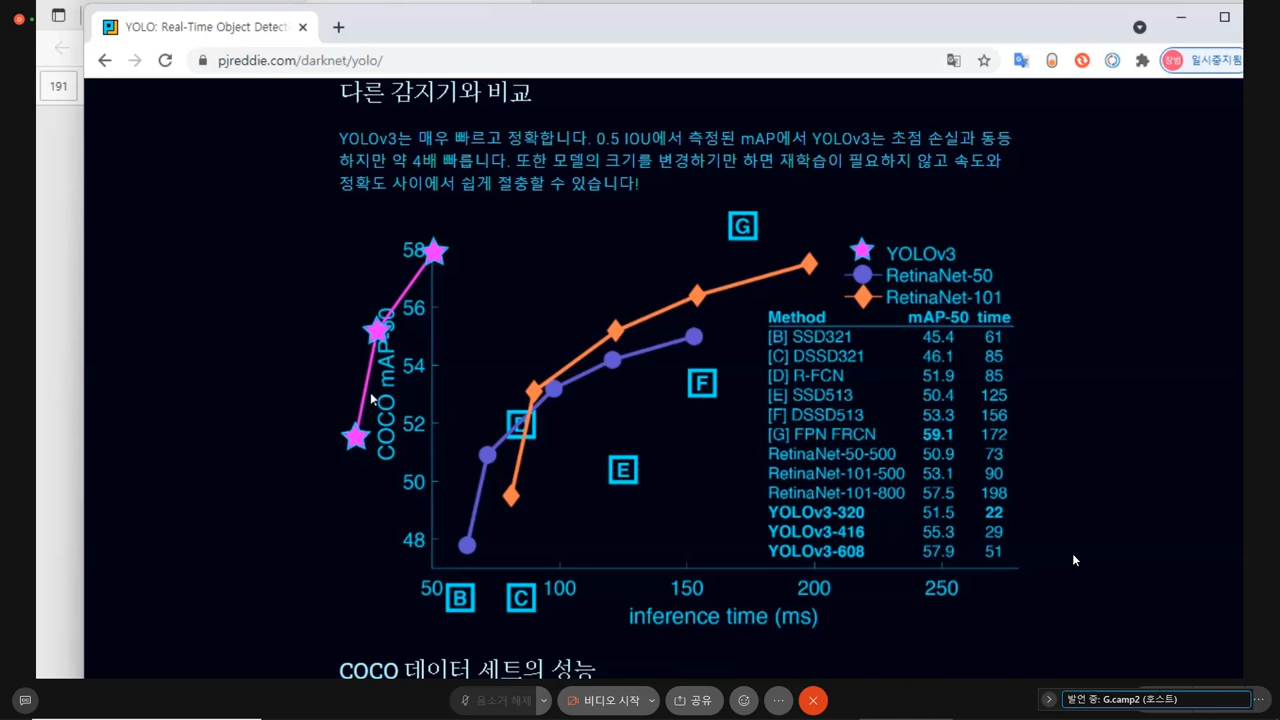 YOLO: Real-Time Object Detecti
191
pjreddie.com/darknet/yolo/
장범
일시중지됨
다른 감지기와 비교
YOLOv3는 매우 빠르고 정확합니다. 0.5 IOU에서 측정된 mAP에서 YOLOv3는 초점 손실과 동등
하지만 약 4배 빠릅니다. 또한 모델의 크기를 변경하기만 하면 재학습이 필요하지 않고 속도와
정확도 사이에서 쉽게 절충할 수 있습니다!
G
58
56
54
52
50
48
COCO mAP-50
D
E
F
YOLOv3
RetinaNet-50
RetinaNet-101
Method mAP-50 time
[B] SSD321 45.4 61
[C] DSSD321 46.1 85
[D] R-FCN 51.9 85
[E] SSD513 50.4 125
[F] DSSD513 53.3 156
[G] FPN FRCN 59.1 172
RetinaNet-50-500 50.9 73
RetinaNet-101-500 53.1 90
RetinaNet-101-800 57.5 198
YOLOv3-320 51.5 22
YOLOv3-416 55.3 29
YOLOv3-608 57.9 51
50 100 150 200 250
B C
inference time (ms)
COCO 데이터 세트의 성능
음소거 해제
비디오 시작
공유
발언 중: G.camp2 (호스트)